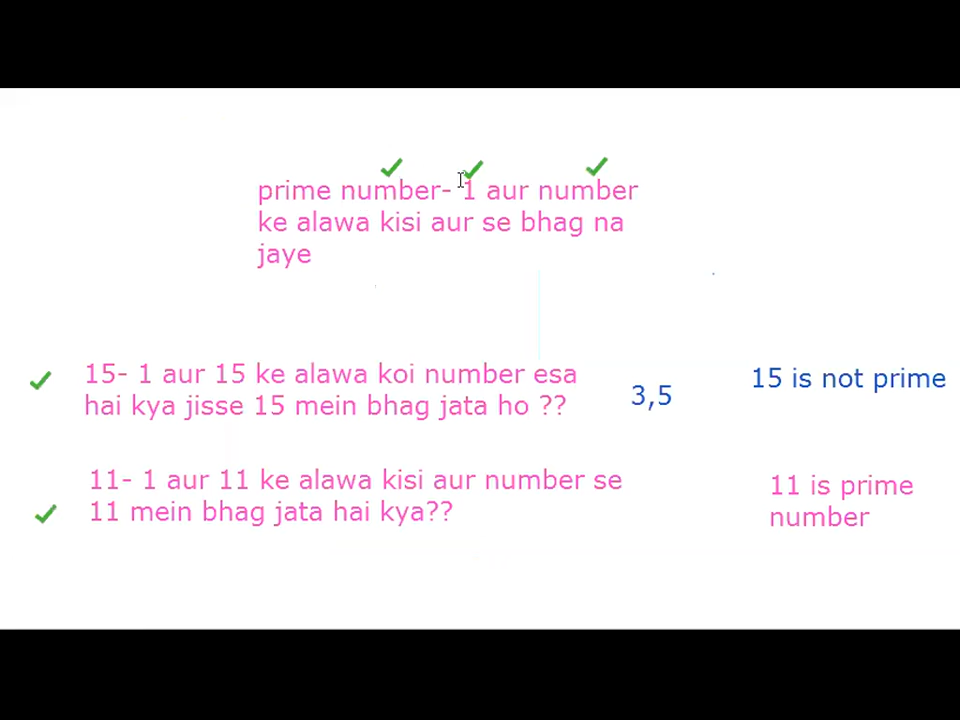 prime number- 1 aur number
ke alawa kisi aur se bhag na
jaye
15- 1 aur 15 ke alawa koi number esa
hai kya jisse 15 mein bhag jata ho ??
3,5
15 is not prime
11- 1 aur 11 ke alawa kisi aur number se
11 mein bhag jata hai kya??
11 is prime
number